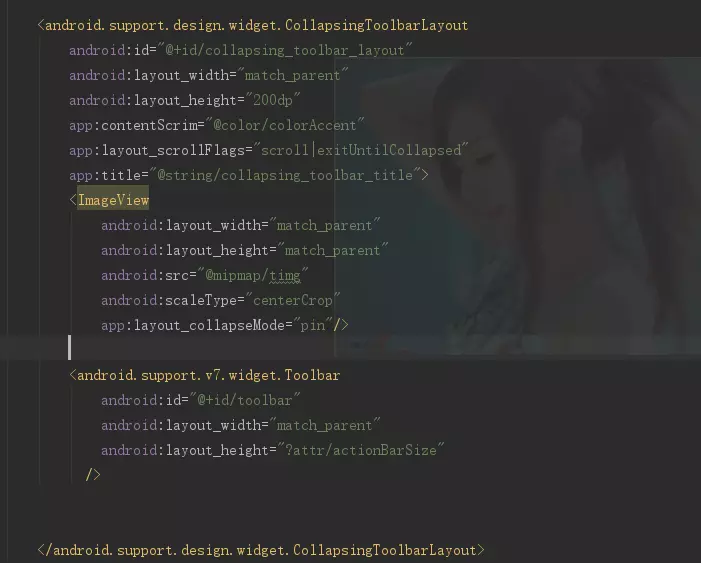 <android.support.design.widget.CollapsingToolbarLayout
android:id="@+id/collapsing_toolbar_layout"
android:layout_width="match_parent"
android:layout_height="200dp"
app:contentScrim="@color/colorAccent"
app:layout_scrollFlags="scroll|exitUntilCollapsed"
app:title="@string/collapsing_toolbar_title">
<ImageView
android:layout_width="match_parent"
android:layout_height="match_parent"
android:src="@mipmap/timg"
android:scaleType="centerCrop"
app:layout_collapseMode="pin"/>
<android.support.v7.widget.Toolbar
android:id="@+id/toolbar"
android:layout_width="match_parent"
android:layout_height="?attr/actionBarSize"
/>
</android.support.design.widget.CollapsingToolbarLayout>